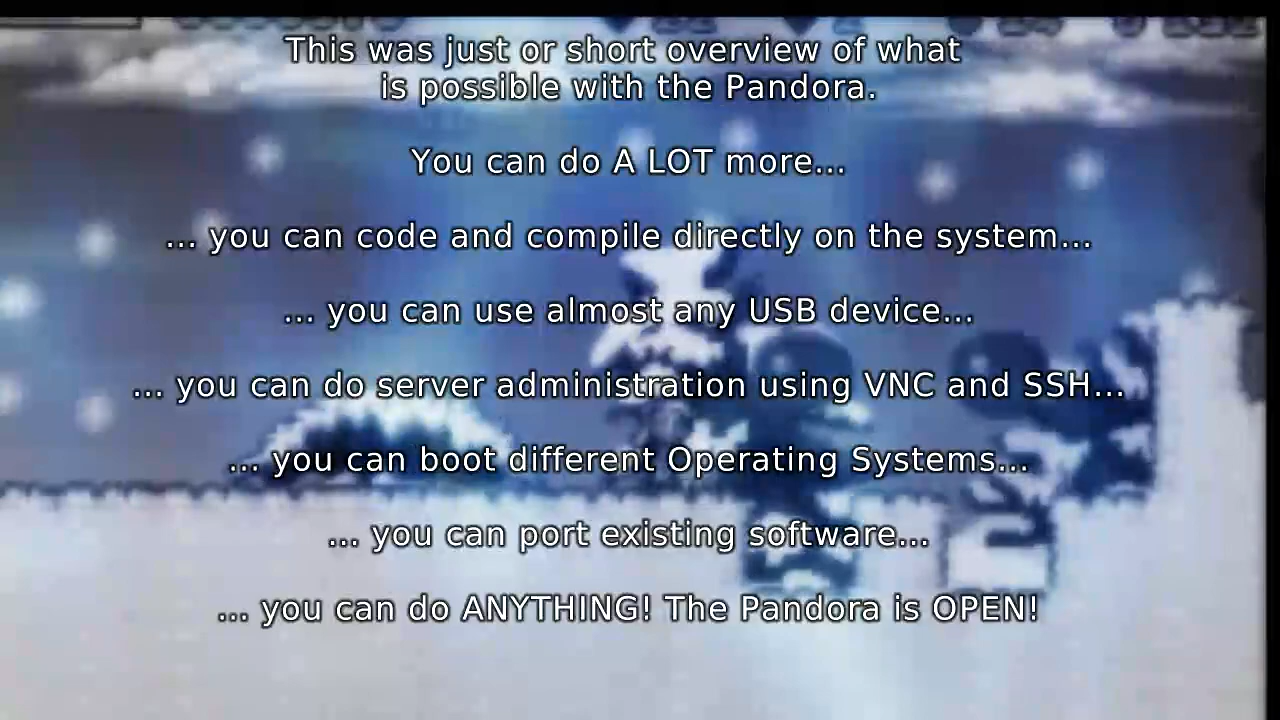 This was just or short overview of what
is possible with the Pandora.
You can do A LOT more...
... you can code and compile directly on the system...
... you can use almost any USB device...
... you can do server administration using VNC and SSH...
... you can boot different Operating Systems...
... you can port existing software...
... you can do ANYTHING! The Pandora is OPEN!